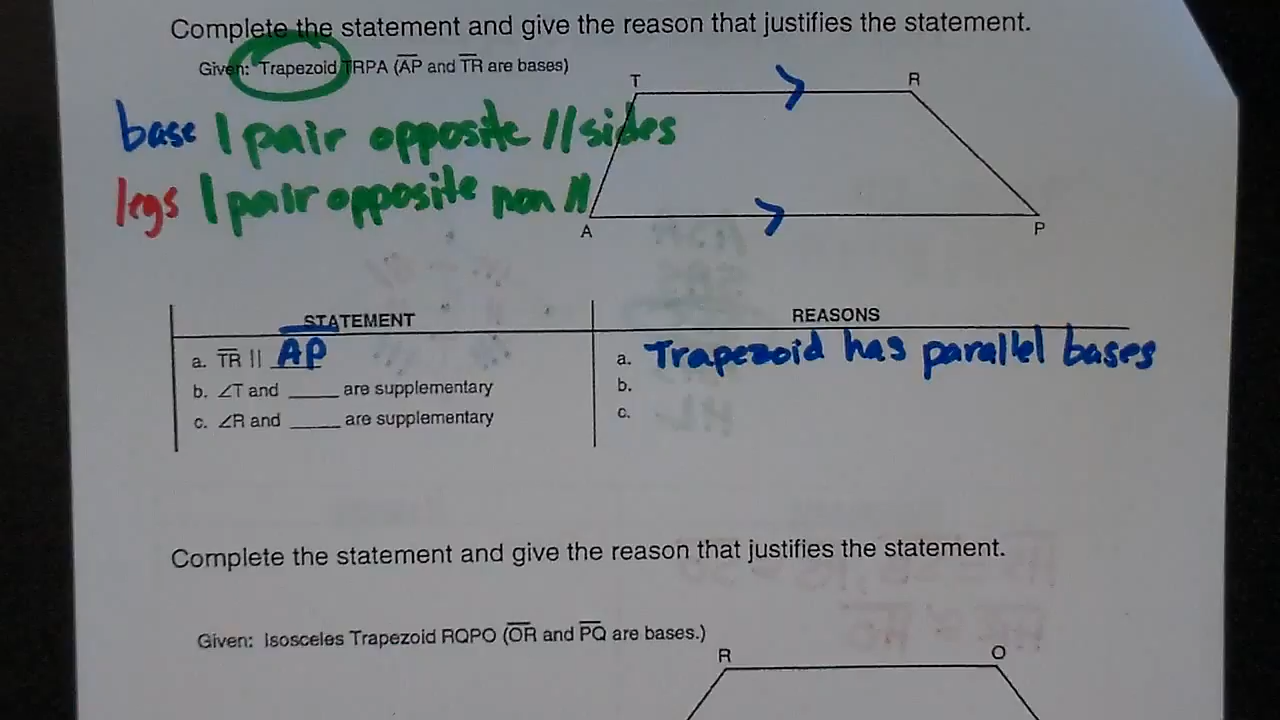 Complete the statement and give the reason that justifies the statement.
Given: Trapezoid TRPA (AP and TR are bases)
T
R
base 1 pair opposite // sides
legs 1 pair opposite non //
A
P
STATEMENT
REASONS
a. TR || AP
a. Trapezoid has parallel bases
b. ∠T and _____ are supplementary
b.
c. ∠R and _____ are supplementary
c.
Complete the statement and give the reason that justifies the statement.
Given: Isosceles Trapezoid RQPO (OR and PQ are bases.)
R
O